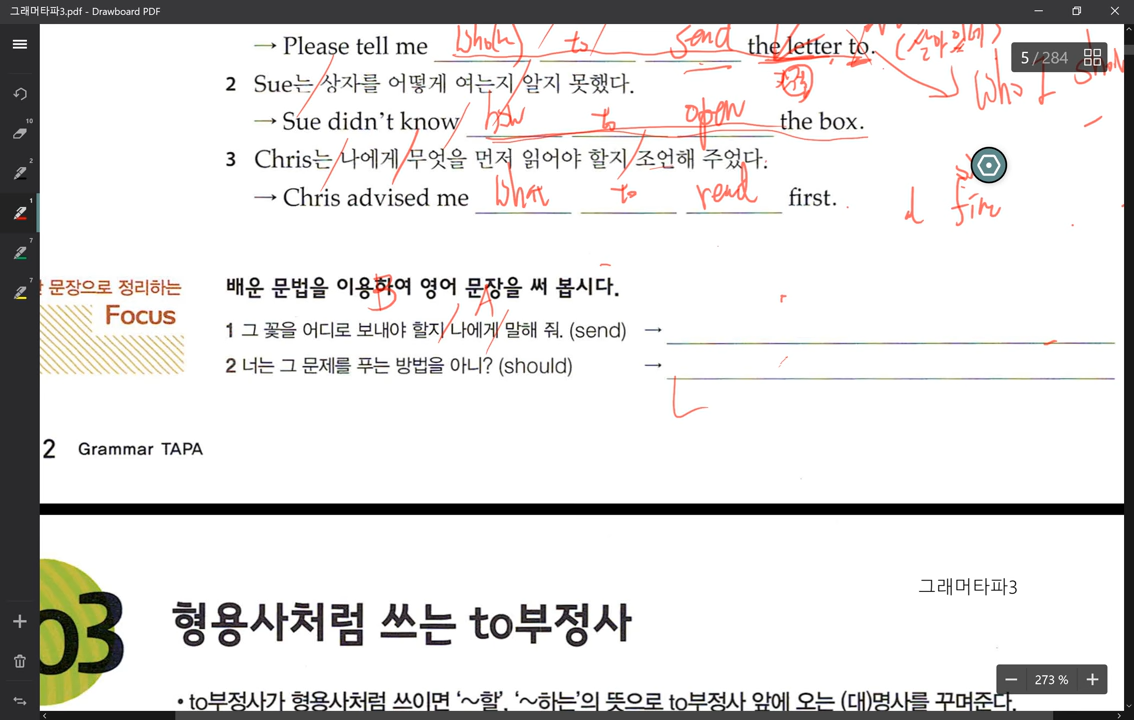 그래머타파3.pdf - Drawboard PDF
→ Please tell me who(m) to send the letter to.
5 / 284
2 Sue는 상자를 어떻게 여는지 알지 못했다.
→ Sue didn't know how to open the box.
who I
3 Chris는 나에게 무엇을 먼저 읽어야 할지 조언해 주었다.
→ Chris advised me what to read first.
문장으로 정리하는
Focus
배운 문법을 이용하여 영어 문장을 써 봅시다.
B A
1 그 꽃을 어디로 보내야 할지 나에게 말해 줘. (send) →
2 너는 그 문제를 푸는 방법을 아니? (should) →
2 Grammar TAPA
03
형용사처럼 쓰는 to부정사
그래머타파3
• to부정사가 형용사처럼 쓰이면 '~할', '~하는'의 뜻으로 to부정사 앞에 오는 (대)명사를 꾸며준다.
273 %
10
2
1
7
7